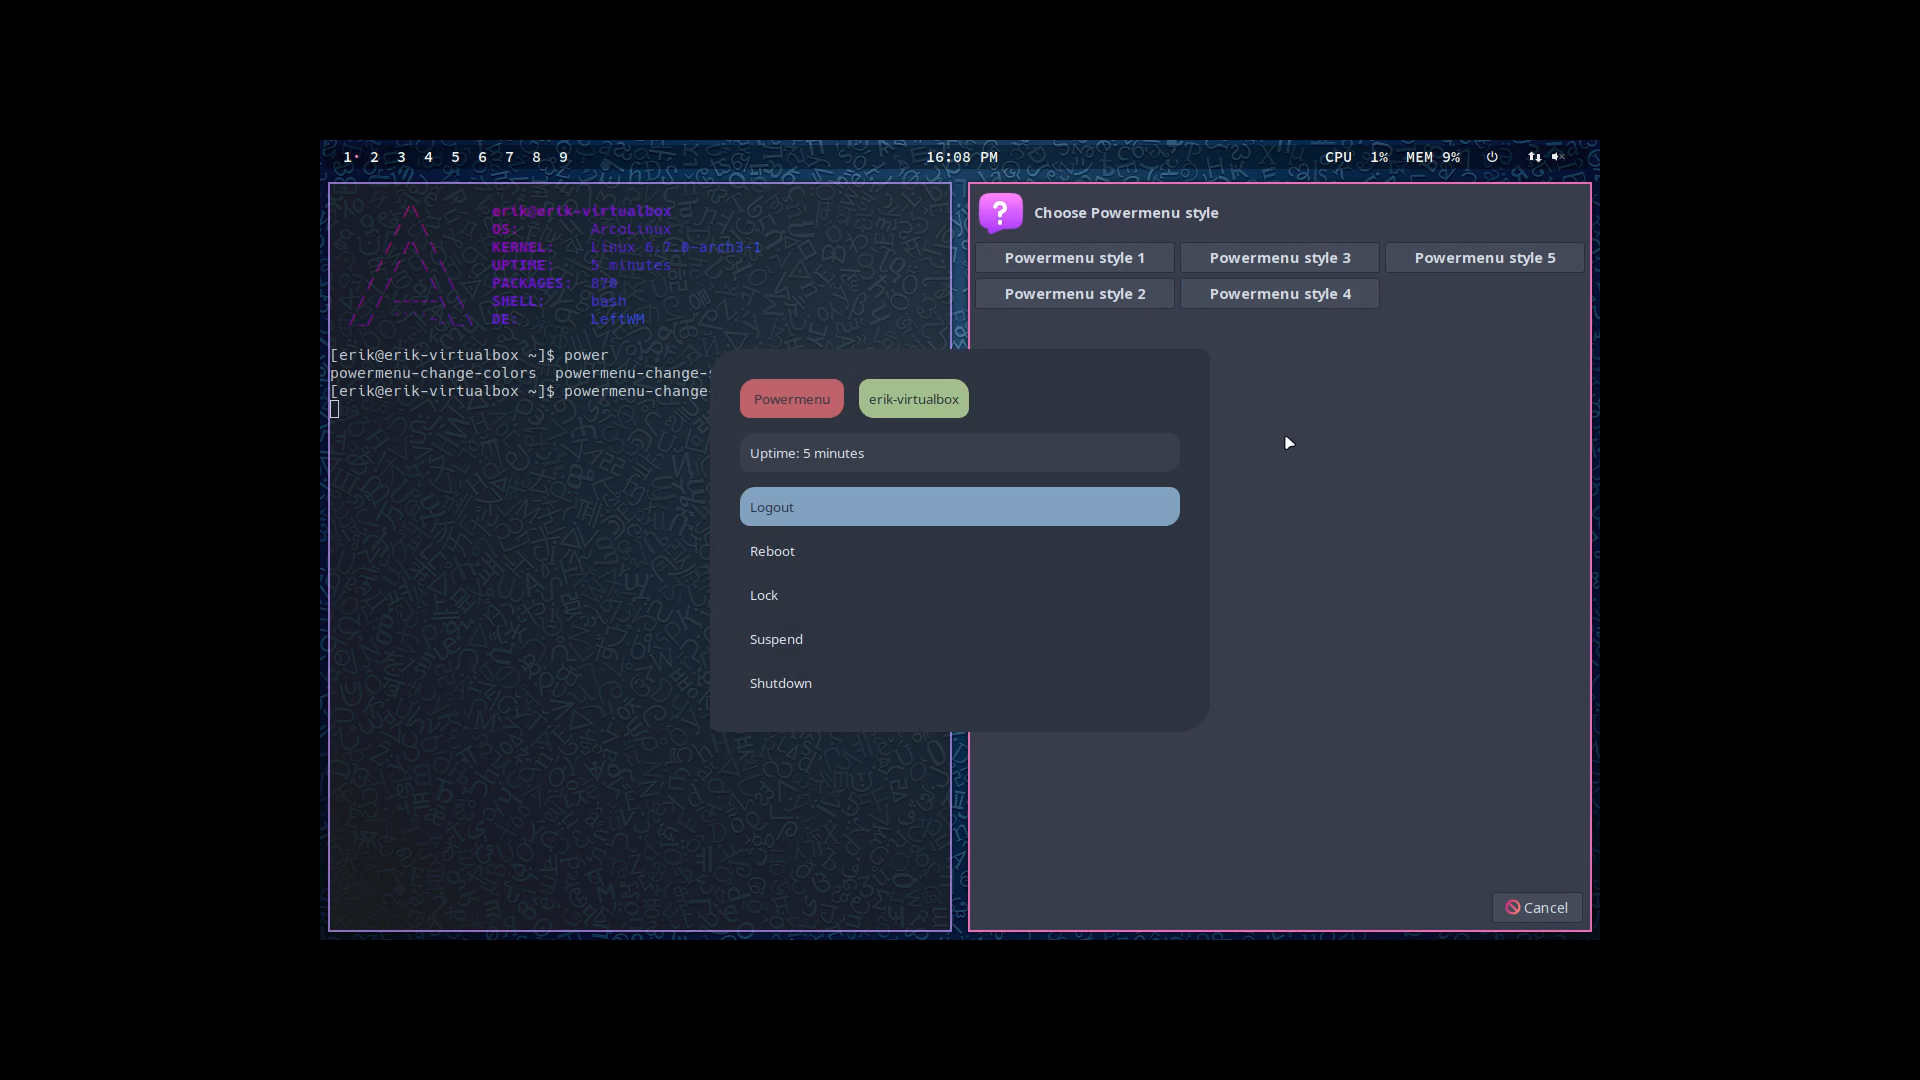 1 2 3 4 5 6 7 8 9
16:08 PM
CPU 1% MEM 9%
erik@erik-virtualbox
OS: ArcoLinux
KERNEL: Linux 6.7.0-arch3-1
UPTIME: 5 minutes
PACKAGES: 870
SHELL: bash
DE: LeftWM
[erik@erik-virtualbox ~]$ power
powermenu-change-colors powermenu-change-
[erik@erik-virtualbox ~]$ powermenu-change-
Choose Powermenu style
Powermenu style 1 Powermenu style 3 Powermenu style 5
Powermenu style 2 Powermenu style 4
Powermenu erik-virtualbox
Uptime: 5 minutes
Logout
Reboot
Lock
Suspend
Shutdown
Cancel